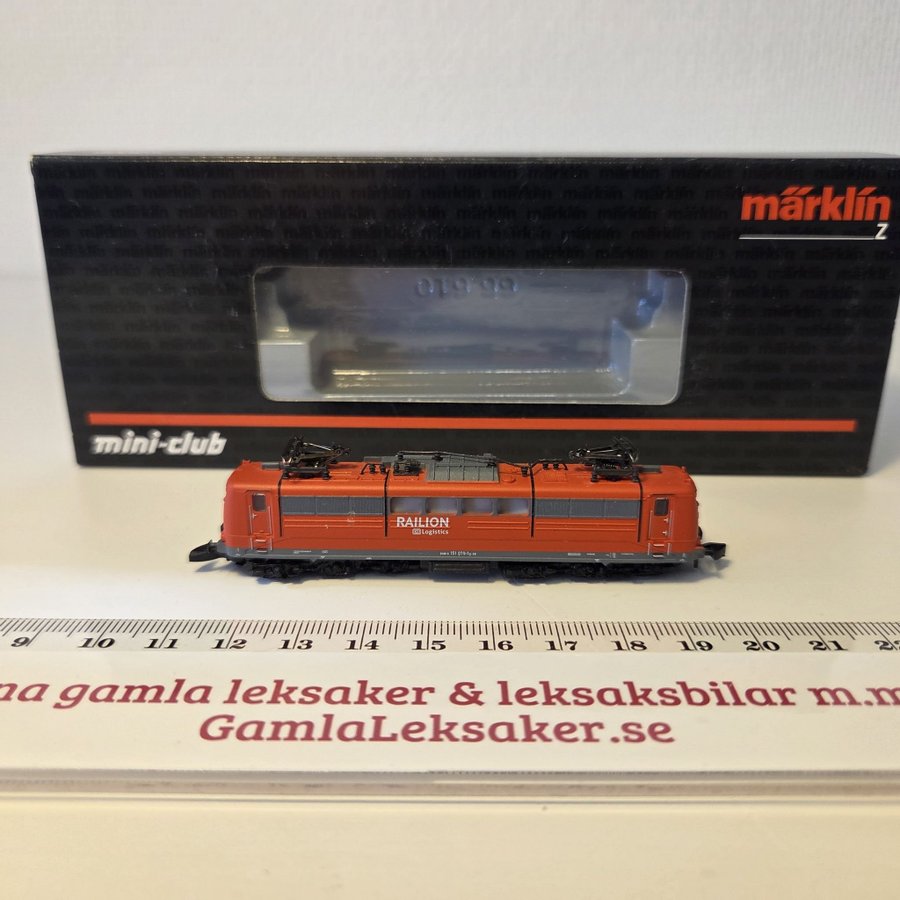 märklin
Z
mini-club
RAILION
DB Logistics
9 10 11 12 13 14 15 16 17 18 19 20 21
na gamla leksaker & leksaksbilar m.m
GamlaLeksaker.se